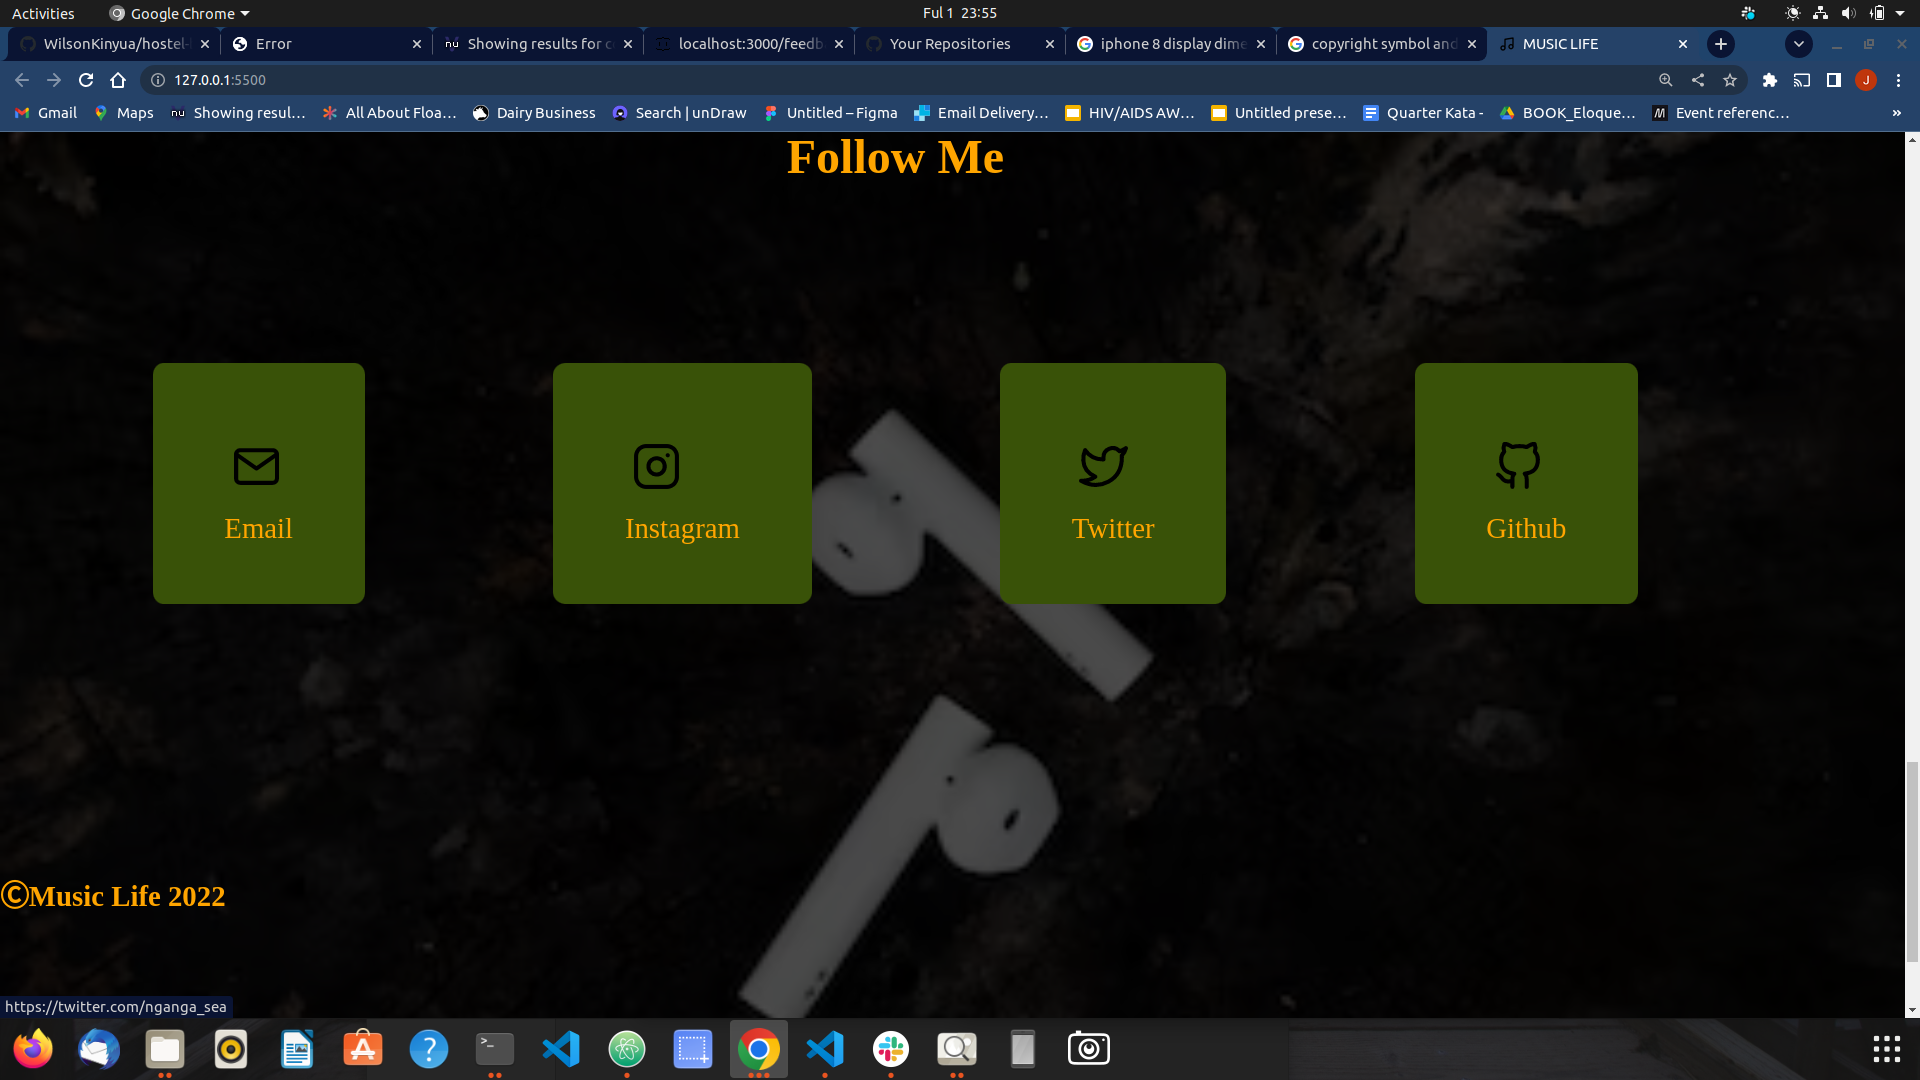 Activities
Google Chrome
Ful 1 23:55
WilsonKinyua/hostel-
Error
Showing results for c
localhost:3000/feedb
Your Repositories
iphone 8 display dime
copyright symbol and
MUSIC LIFE
127.0.0.1:5500
J
Gmail
Maps
Showing resul…
All About Floa…
Dairy Business
Search | unDraw
Untitled – Figma
Email Delivery…
HIV/AIDS AW…
Untitled prese…
Quarter Kata -
BOOK_Eloque…
Event referenc…
»
Follow Me
Email
Instagram
Twitter
Github
©Music Life 2022
https://twitter.com/nganga_sea